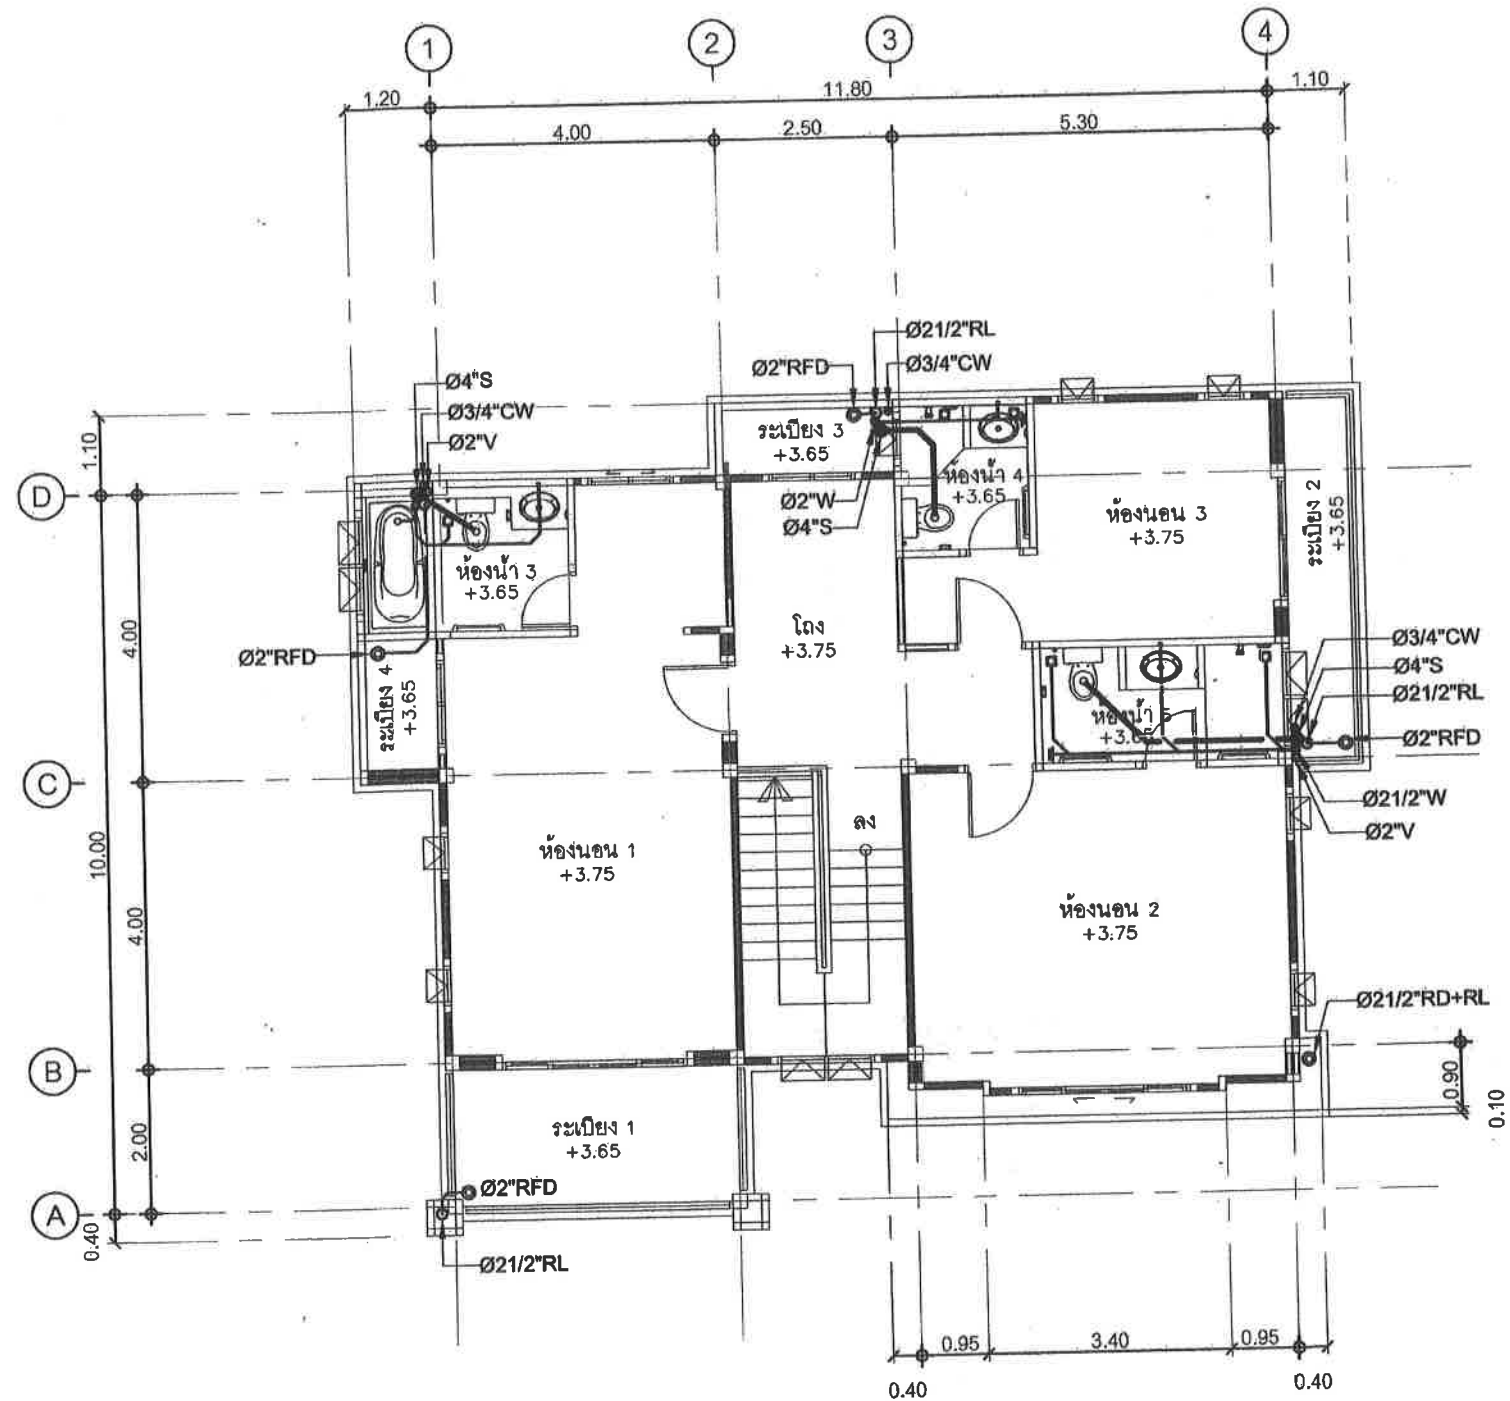 1
2
3
4
1.20
11.80
1.10
4.00
2.50
5.30
Ø21/2"RL
Ø2"RFD
Ø3/4"CW
Ø4"S
Ø3/4"CW
Ø2"V
1.10
ระเบียง 3
+3.65
ห้องน้ำ 4
+3.65
D
Ø2"W
Ø4"S
ห้องนอน 3
+3.75
ระเบียง 2
+3.65
ห้องน้ำ 3
+3.65
4.00
โถง
+3.75
Ø2"RFD
ระเบียง 4
+3.65
Ø3/4"CW
Ø4"S
Ø21/2"RL
Ø2"RFD
ห้องน้ำ
C
Ø21/2"W
Ø2"V
ลง
ห้องนอน 1
+3.75
10.00
4.00
ห้องนอน 2
+3.75
Ø21/2"RD+RL
B
0.90
0.10
ระเบียง 1
+3.65
2.00
Ø2"RFD
A
0.40
Ø21/2"RL
0.95
3.40
0.95
0.40
0.40